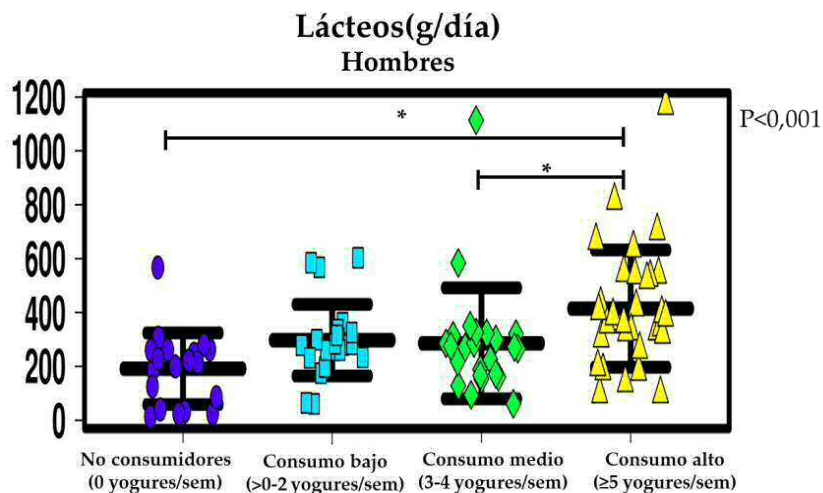 Lácteos(g/día)
Hombres
1200
1000
800
600
400
200
0
*
*
P<0,001
No consumidores
(0 yogures/sem)
Consumo bajo
(>0-2 yogures/sem)
Consumo medio
(3-4 yogures/sem)
Consumo alto
(≥5 yogures/sem)